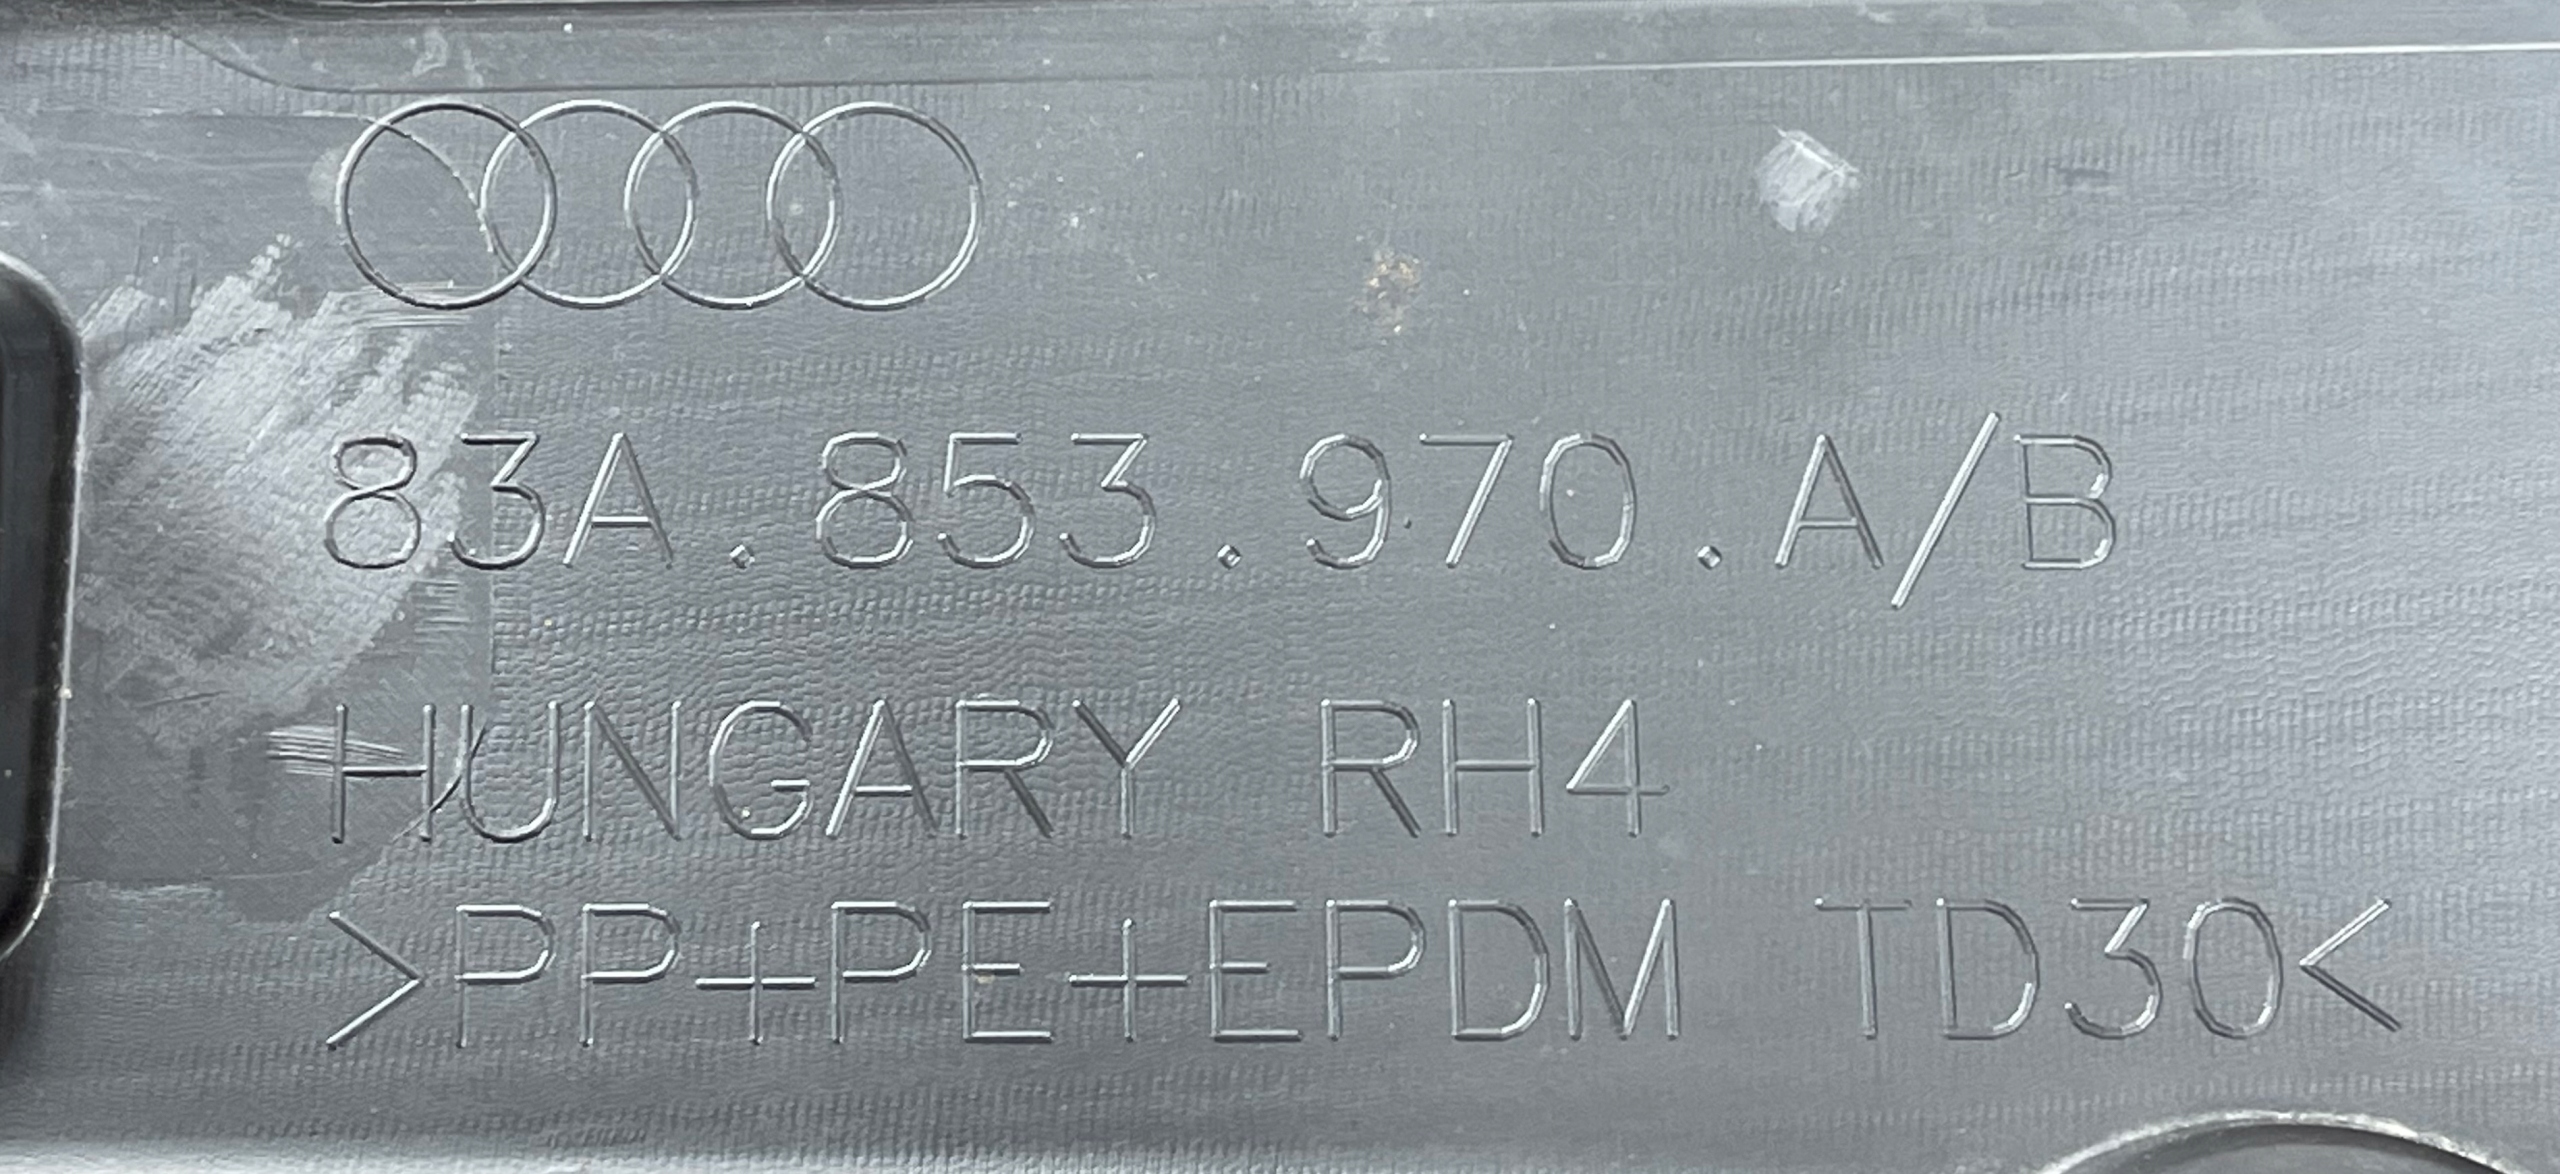 83A.853.970.A/B
HUNGARY RH4
>PP+PE+EPDM TD30<